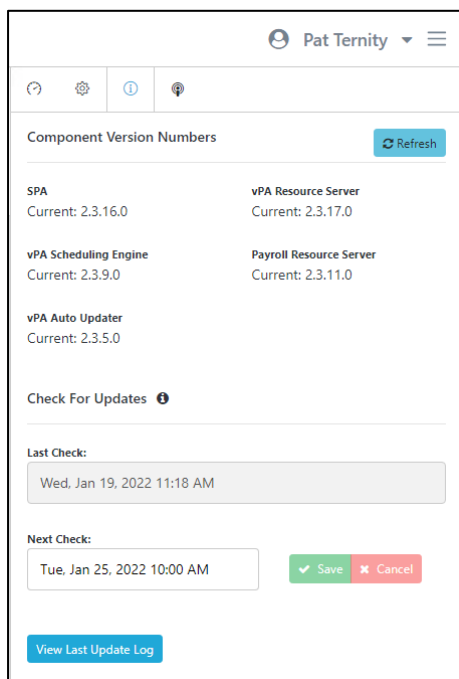 Pat Ternity
Component Version Numbers
Refresh
SPA
Current: 2.3.16.0
vPA Resource Server
Current: 2.3.17.0
vPA Scheduling Engine
Current: 2.3.9.0
Payroll Resource Server
Current: 2.3.11.0
vPA Auto Updater
Current: 2.3.5.0
Check For Updates
Last Check:
Wed, Jan 19, 2022 11:18 AM
Next Check:
Tue, Jan 25, 2022 10:00 AM
Save
Cancel
View Last Update Log